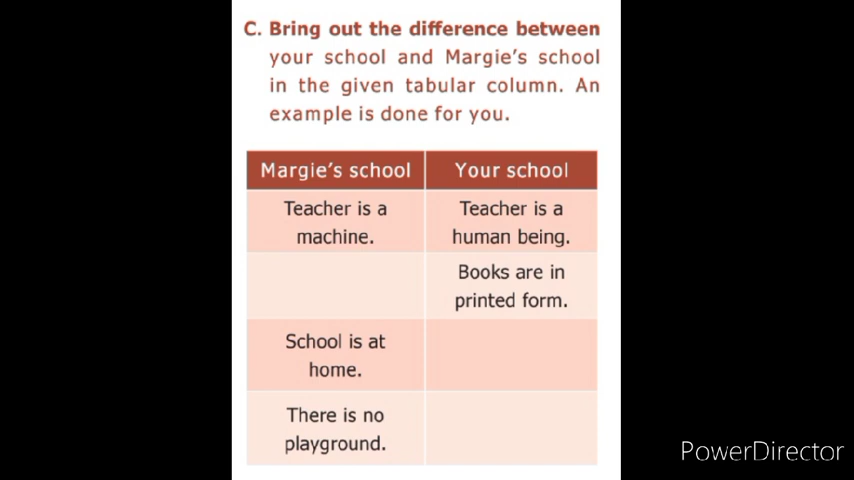 C. Bring out the difference between
your school and Margie's school
in the given tabular column. An
example is done for you.
Margie's school
Your school
Teacher is a
machine.
Teacher is a
human being.
Books are in
printed form.
School is at
home.
There is no
playground.
PowerDirector